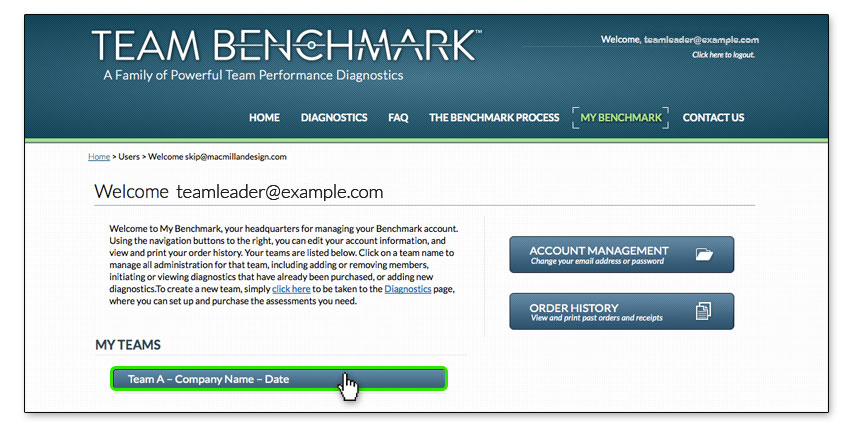 TEAM BENCHMARK™
A Family of Powerful Team Performance Diagnostics
Welcome, teamleader@example.com
Click here to logout.
HOME DIAGNOSTICS FAQ THE BENCHMARK PROCESS MY BENCHMARK CONTACT US
Home > Users > Welcome skip@macmillandesign.com
Welcome teamleader@example.com
Welcome to My Benchmark, your headquarters for managing your Benchmark account.
Using the navigation buttons to the right, you can edit your account information, and
view and print your order history. Your teams are listed below. Click on a team name to
manage all administration for that team, including adding or removing members,
initiating or viewing diagnostics that have already been purchased, or adding new
diagnostics.To create a new team, simply click here to be taken to the Diagnostics page,
where you can set up and purchase the assessments you need.
ACCOUNT MANAGEMENT
Change your email address or password
ORDER HISTORY
View and print past orders and receipts
MY TEAMS
Team A – Company Name – Date